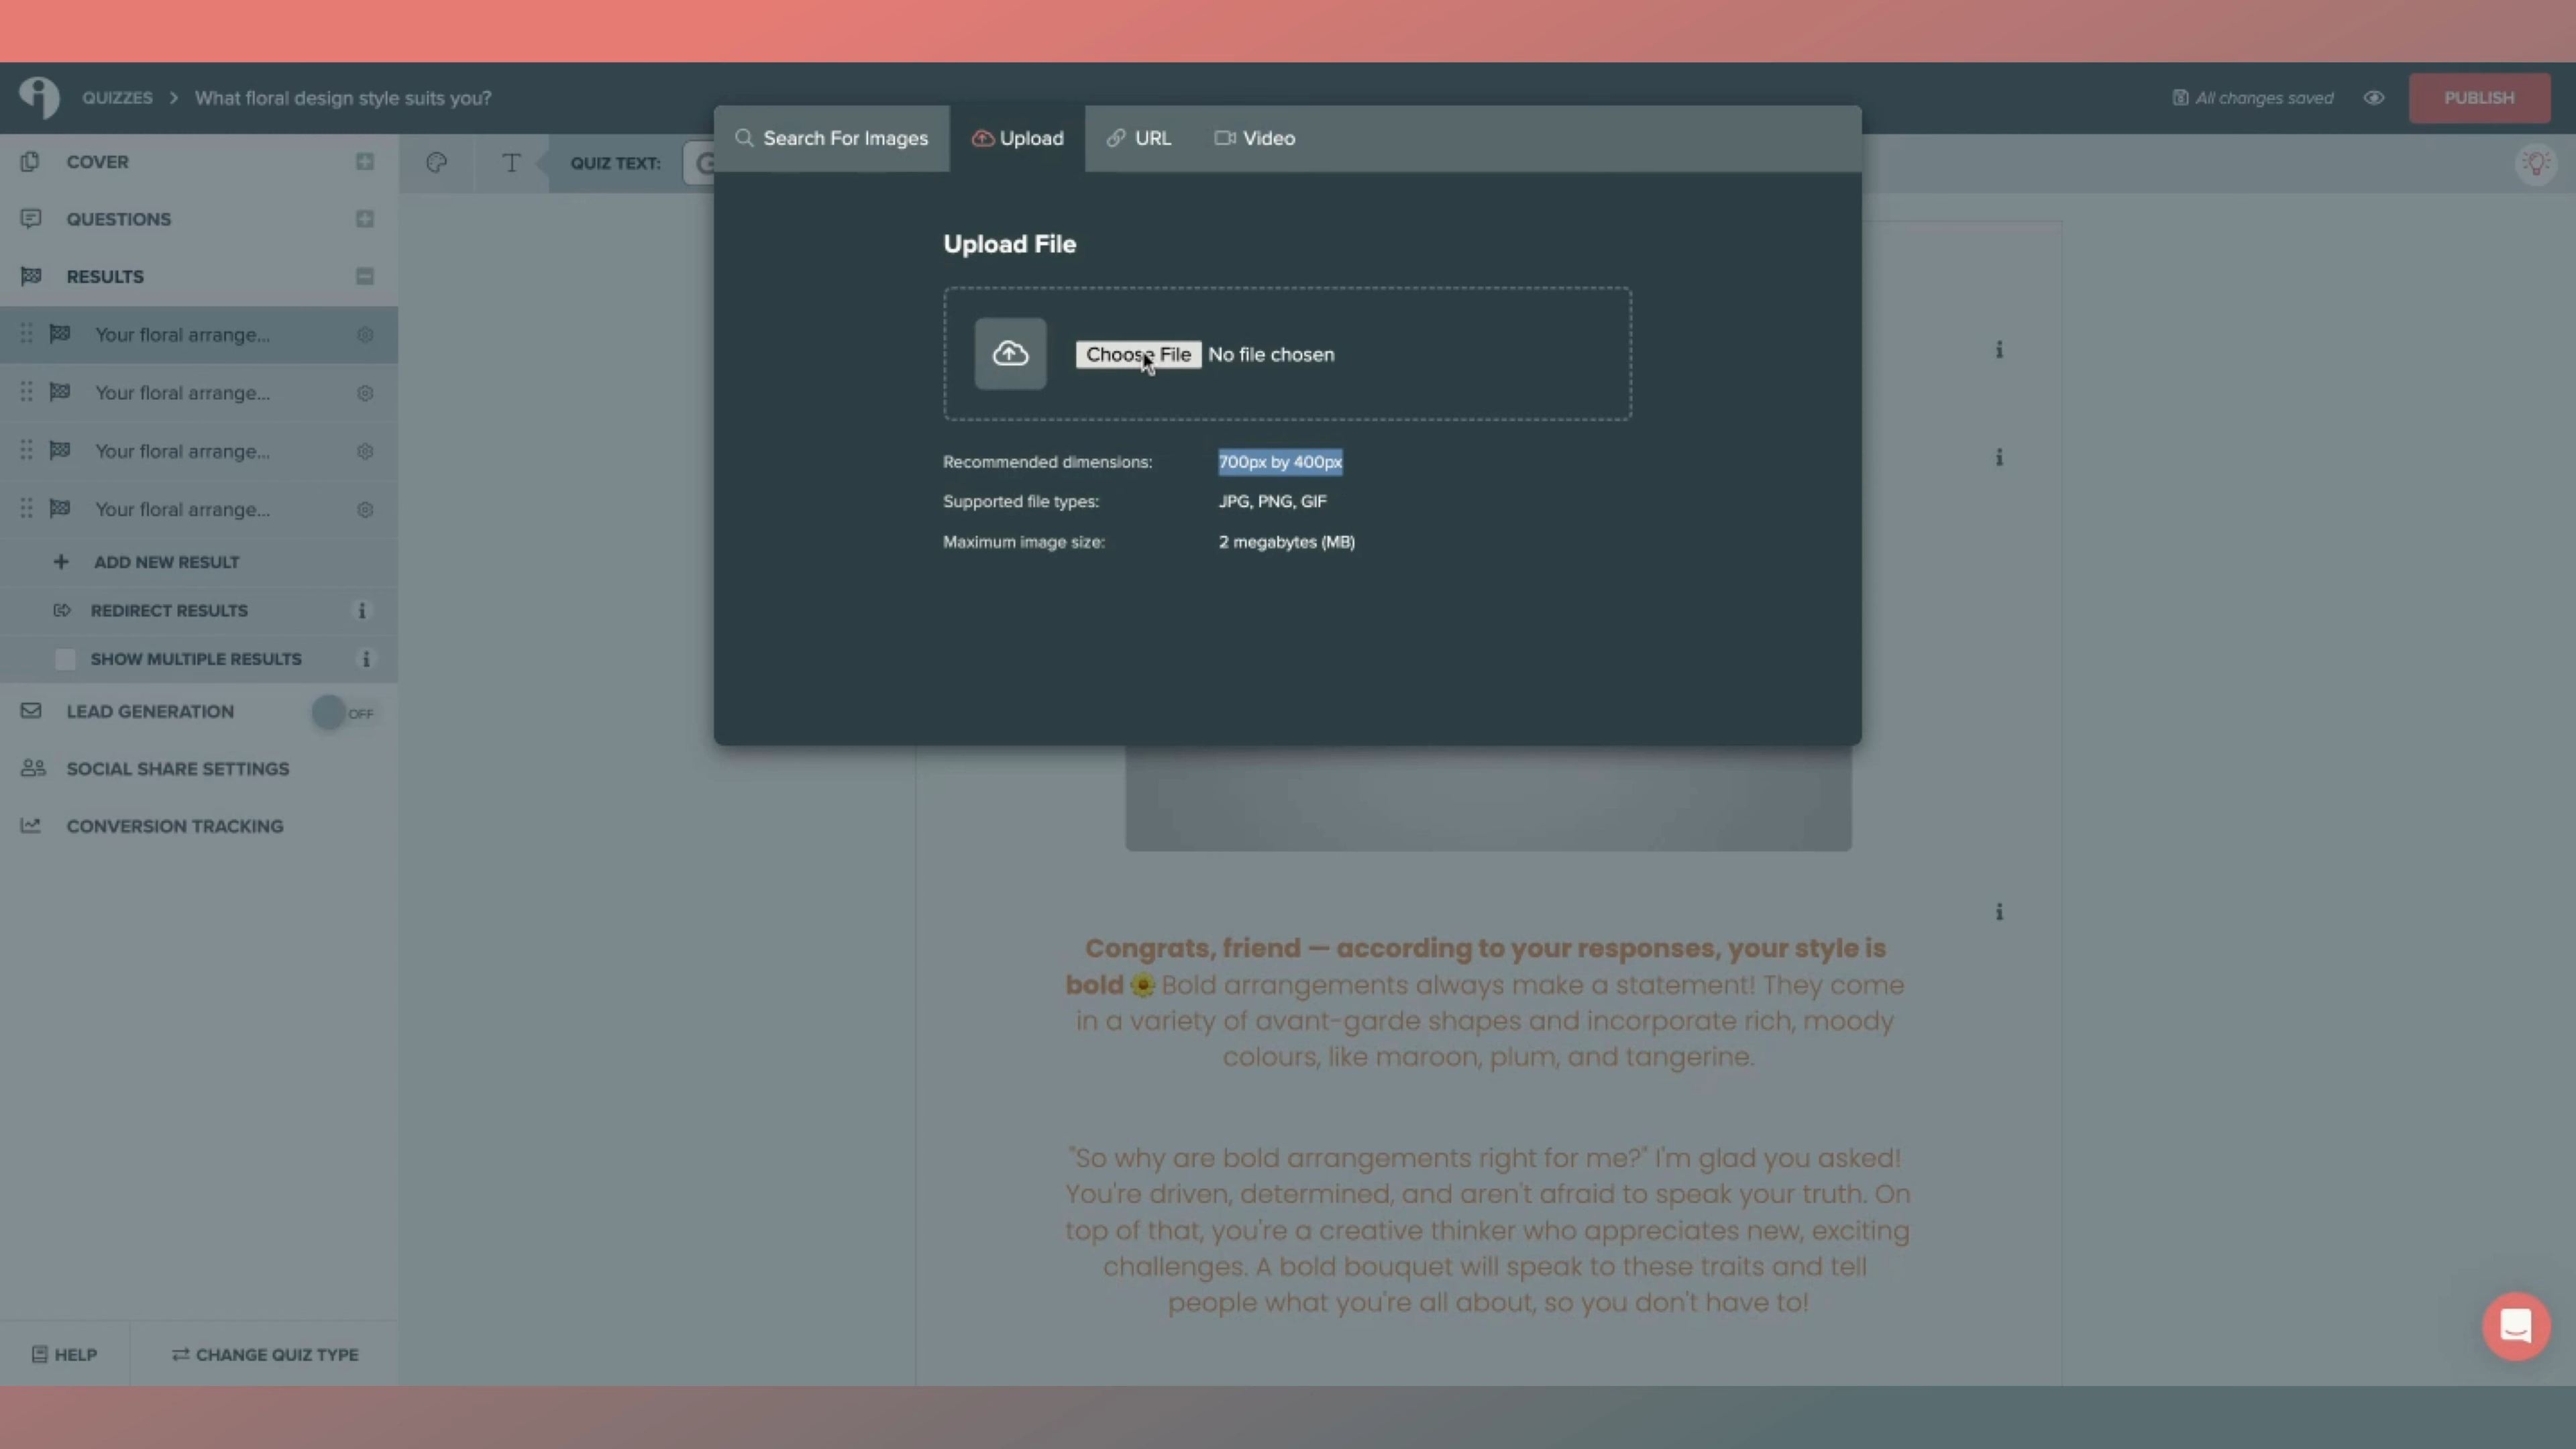 QUIZZES > What floral design style suits you?
All changes saved
PUBLISH
COVER
QUESTIONS
RESULTS
Your floral arrange...
Your floral arrange...
Your floral arrange...
Your floral arrange...
ADD NEW RESULT
REDIRECT RESULTS
SHOW MULTIPLE RESULTS
LEAD GENERATION OFF
SOCIAL SHARE SETTINGS
CONVERSION TRACKING
HELP
CHANGE QUIZ TYPE
QUIZ TEXT:
Search For Images
Upload
URL
Video
Upload File
Choose File No file chosen
Recommended dimensions: 700px by 400px
Supported file types: JPG, PNG, GIF
Maximum image size: 2 megabytes (MB)
Congrats, friend — according to your responses, your style is
bold 🌻 Bold arrangements always make a statement! They come
in a variety of avant-garde shapes and incorporate rich, moody
colours, like maroon, plum, and tangerine.
"So why are bold arrangements right for me?" I'm glad you asked!
You're driven, determined, and aren't afraid to speak your truth. On
top of that, you're a creative thinker who appreciates new, exciting
challenges. A bold bouquet will speak to these traits and tell
people what you're all about, so you don't have to!